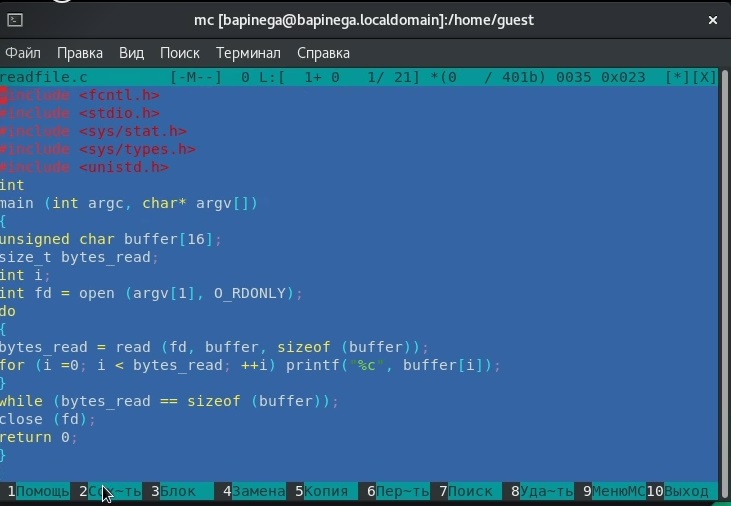 mc [bapinega@bapinega.localdomain]:/home/guest
Файл Правка Вид Поиск Терминал Справка
readfile.c [-M--] 0 L:[ 1+ 0 1/ 21] *(0 / 401b) 0035 0x023 [*][X]
#include <fcntl.h>
#include <stdio.h>
#include <sys/stat.h>
#include <sys/types.h>
#include <unistd.h>
int
main (int argc, char* argv[])
{
unsigned char buffer[16];
size_t bytes_read;
int i;
int fd = open (argv[1], O_RDONLY);
do
{
bytes_read = read (fd, buffer, sizeof (buffer));
for (i =0; i < bytes_read; ++i) printf("%c", buffer[i]);
}
while (bytes_read == sizeof (buffer));
close (fd);
return 0;
}
1Помощь 2Сох~ть 3Блок 4Замена 5Копия 6Пер~ть 7Поиск 8Уда~ть 9МенюMC 10Выход